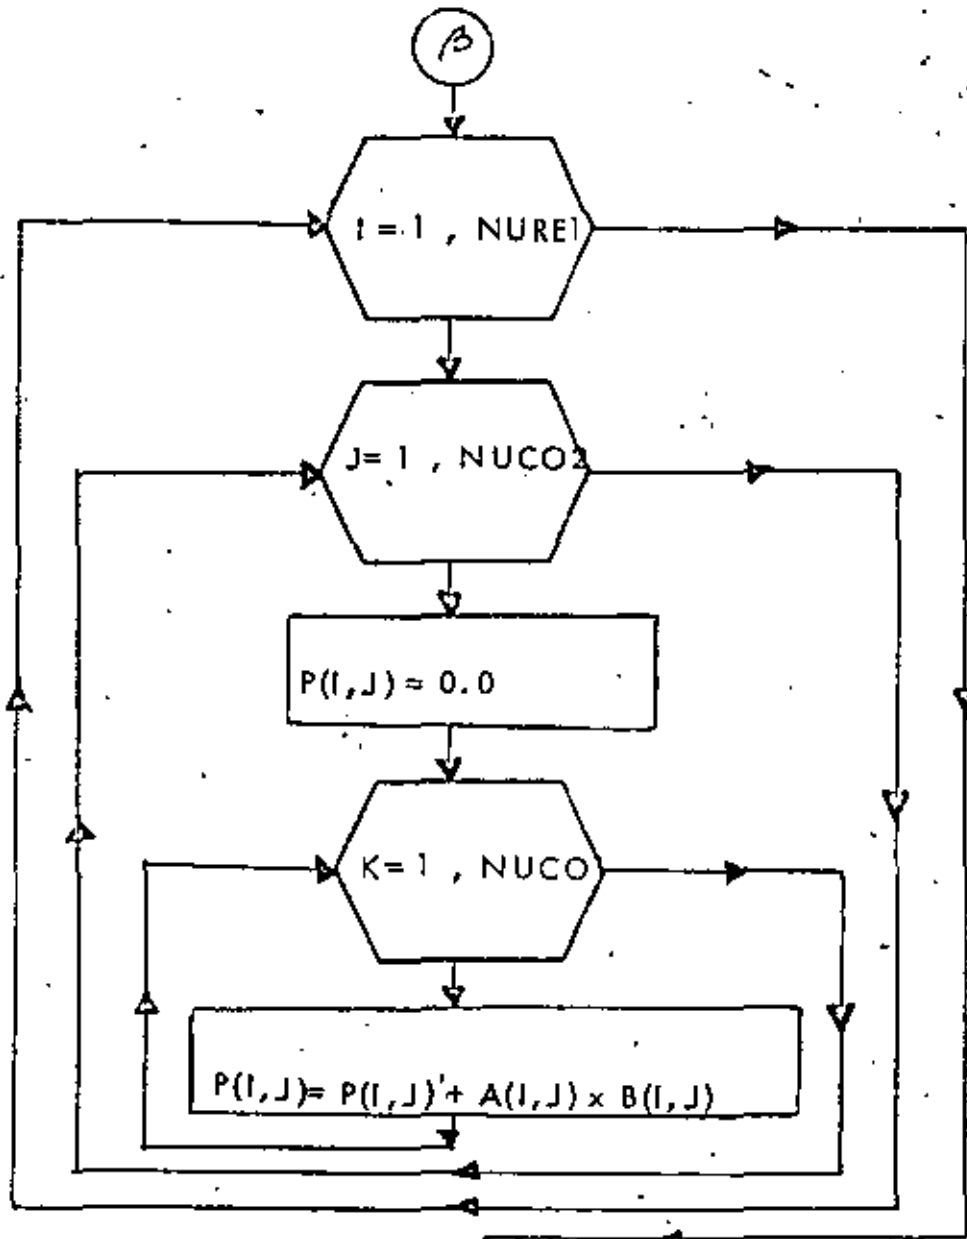 β
I = 1 , NURE1
J= 1 , NUCO2
P(I,J) = 0.0
K= 1 , NUCO
P(I,J)= P(I,J) + A(I,J) x B(I,J)